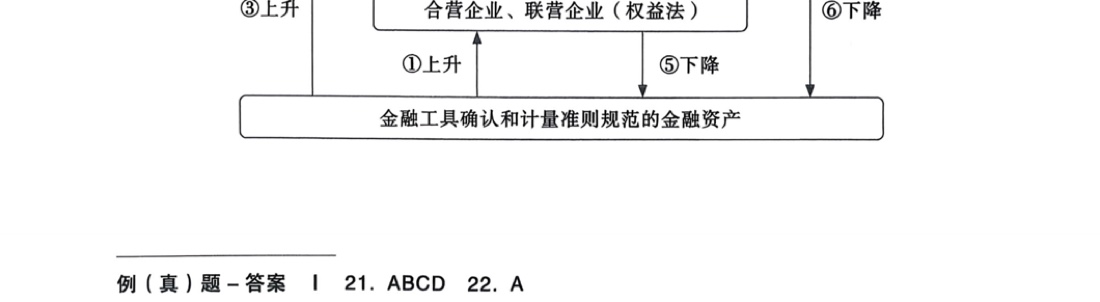 ③上升
合营企业、联营企业（权益法）
⑥下降
①上升
⑤下降
金融工具确认和计量准则规范的金融资产
例（真）题－答案 Ⅰ 21. ABCD 22. A